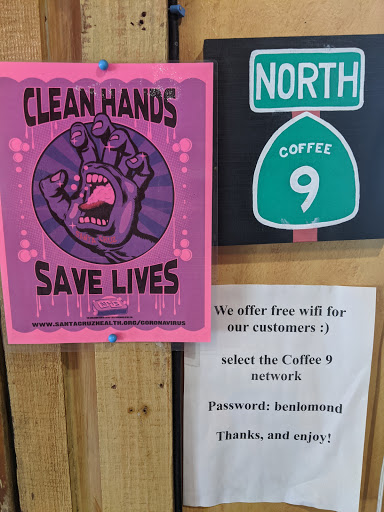 CLEAN HANDS
SAVE LIVES
WWW.SANTACRUZHEALTH.ORG/CORONAVIRUS
NORTH
COFFEE
9
We offer free wifi for
our customers :)
select the Coffee 9
network
Password: benlomond
Thanks, and enjoy!